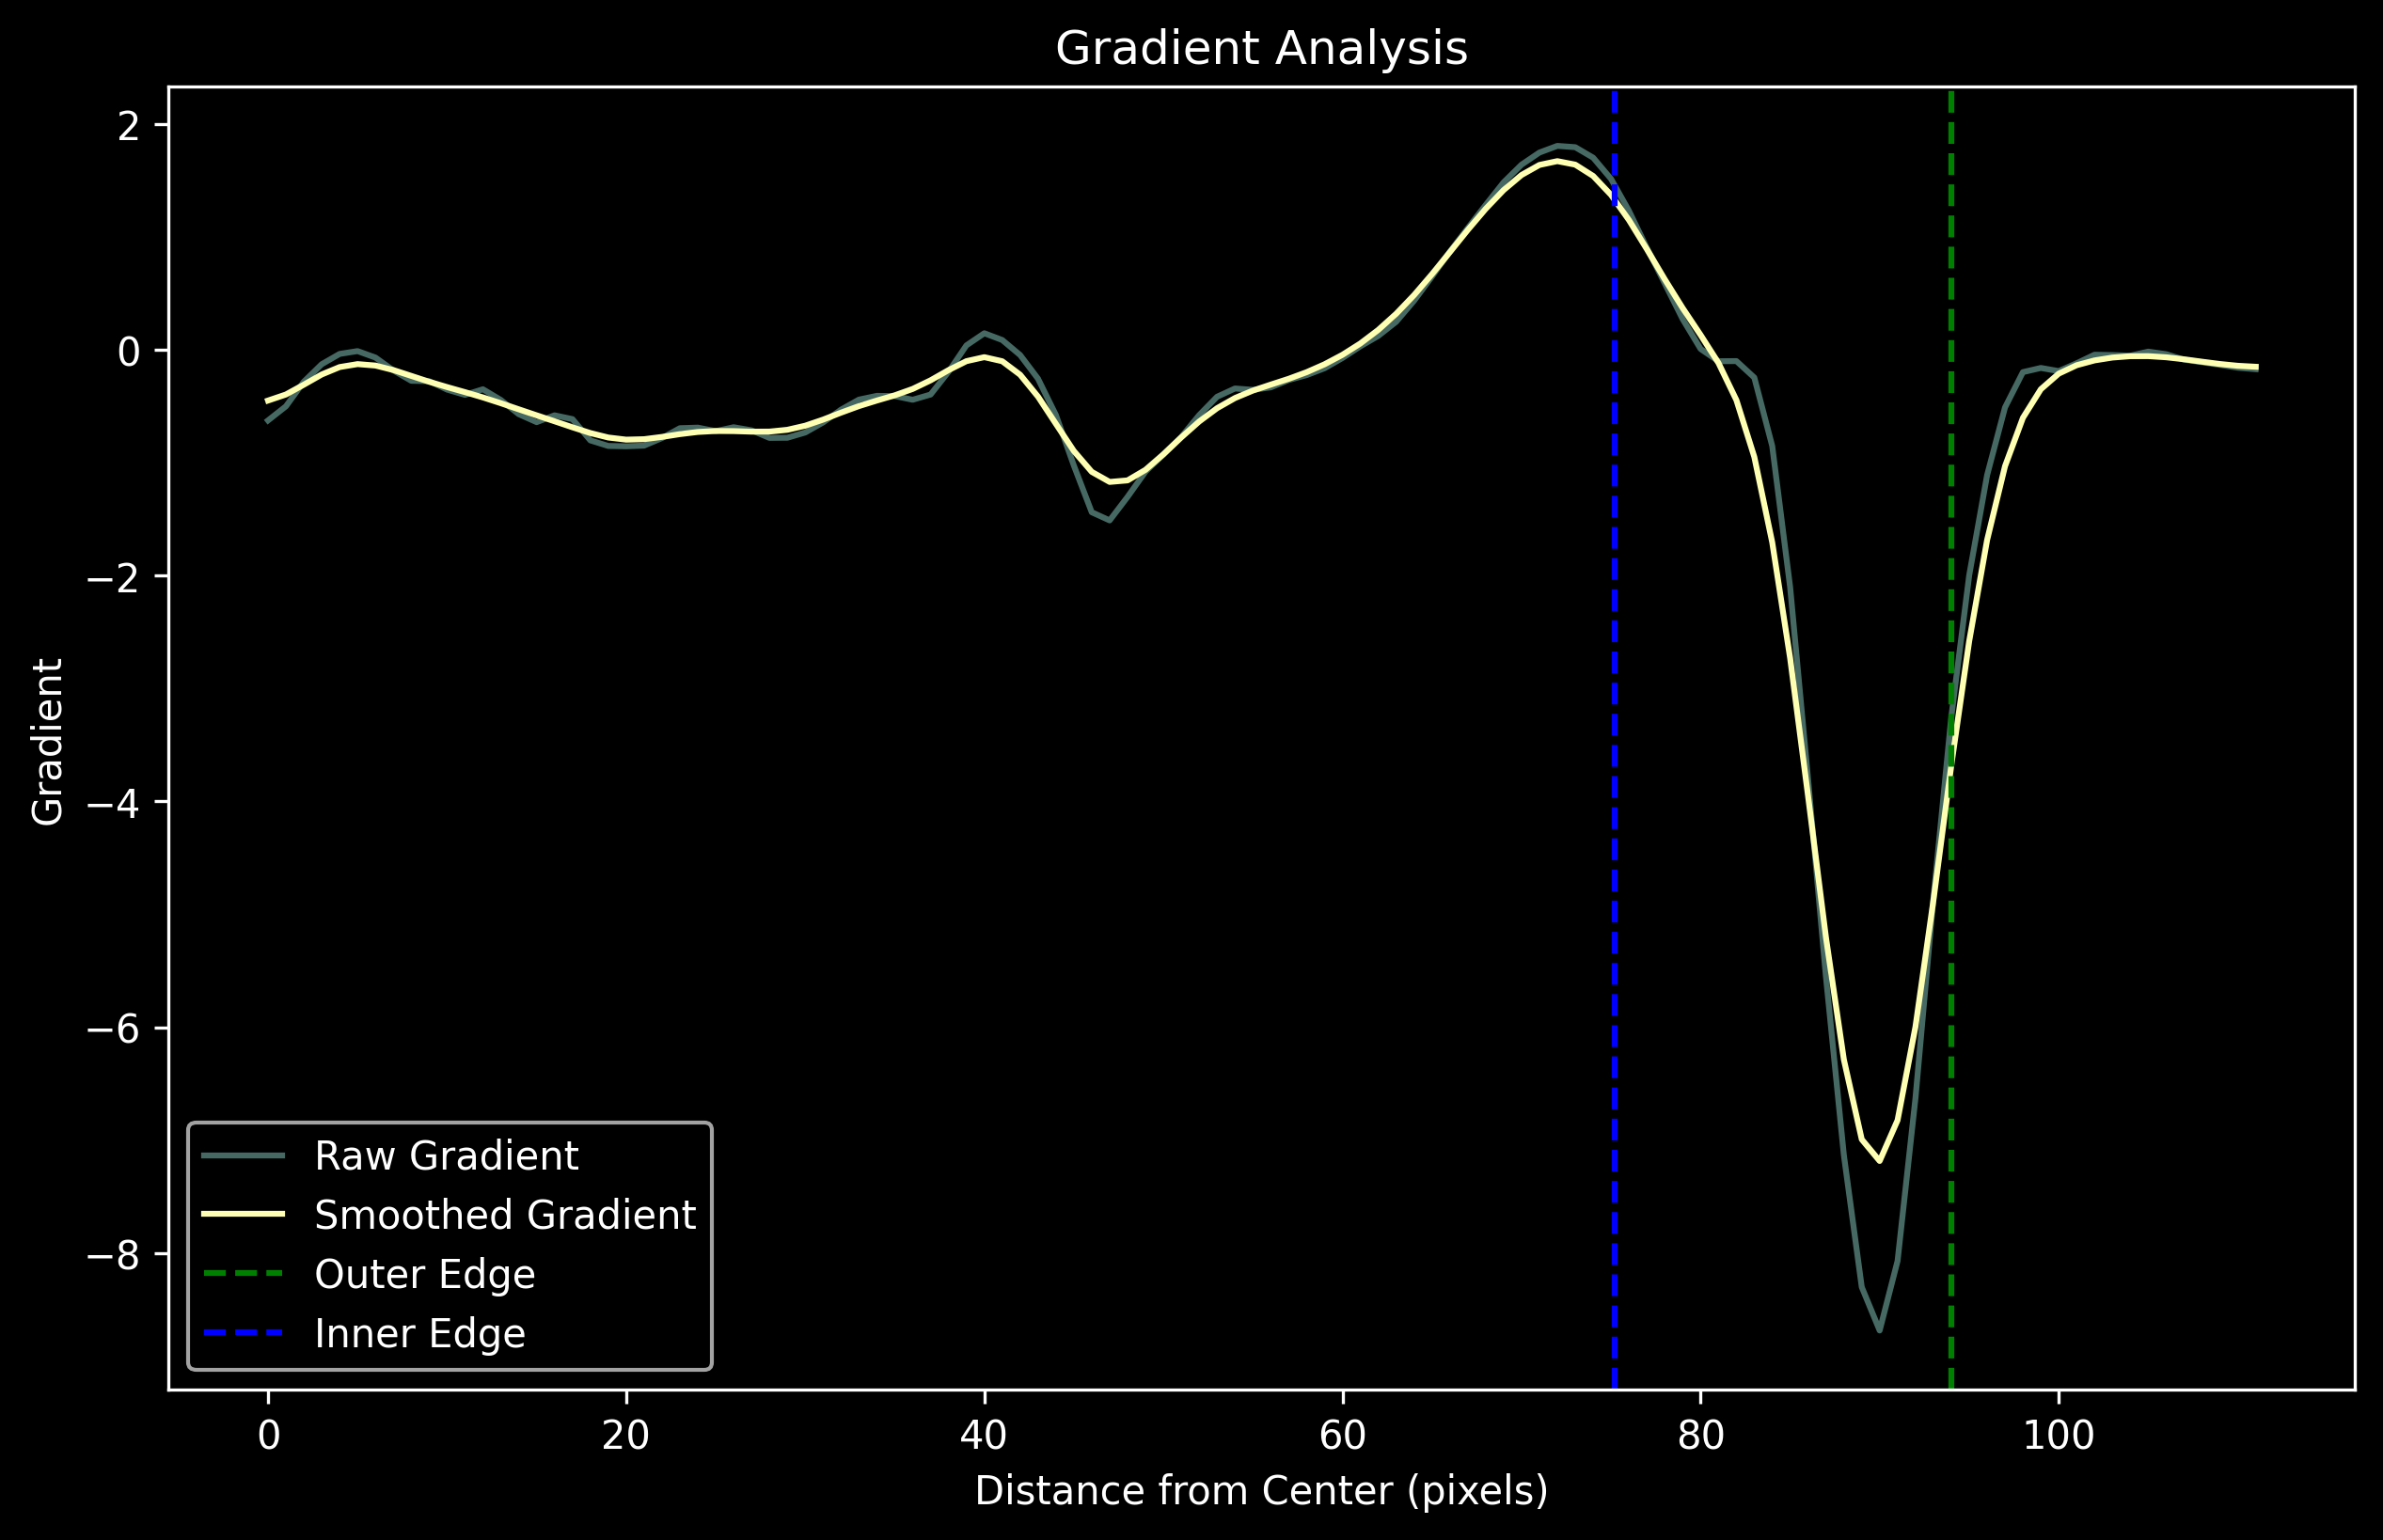 Gradient Analysis
2
0
−2
−4
−6
−8
Gradient
Raw Gradient
Smoothed Gradient
Outer Edge
Inner Edge
0 20 40 60 80 100
Distance from Center (pixels)